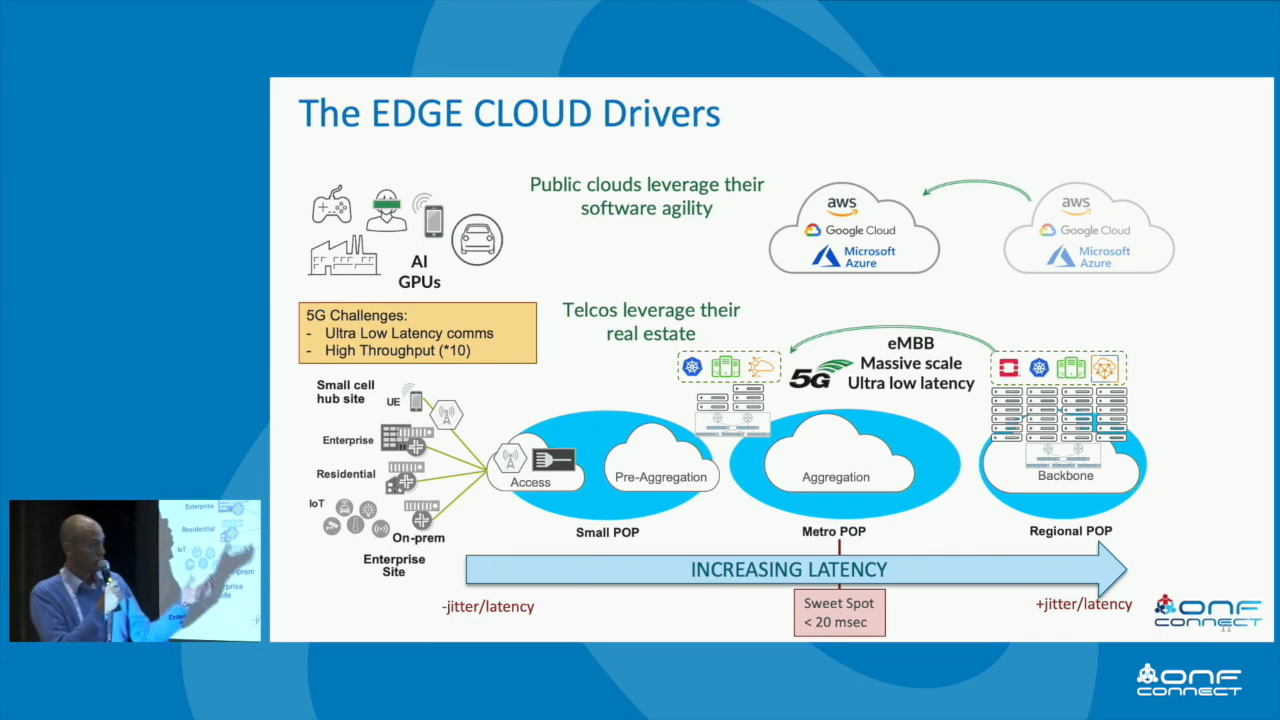 The EDGE CLOUD Drivers
Public clouds leverage their
software agility
aws
Google Cloud
Microsoft
Azure
aws
Google Cloud
Microsoft
Azure
AI
GPUs
5G Challenges:
- Ultra Low Latency comms
- High Throughput (*10)
Telcos leverage their
real estate
5G
eMBB
Massive scale
Ultra low latency
Small cell
hub site
UE
Enterprise
Residential
IoT
On-prem
Enterprise
Site
Access
Pre-Aggregation
Aggregation
Backbone
Small POP
Metro POP
Regional POP
INCREASING LATENCY
-jitter/latency
Sweet Spot
< 20 msec
+jitter/latency
ONF
CONNECT
11
Enterprise
Residential
IoT
ONF
CONNECT